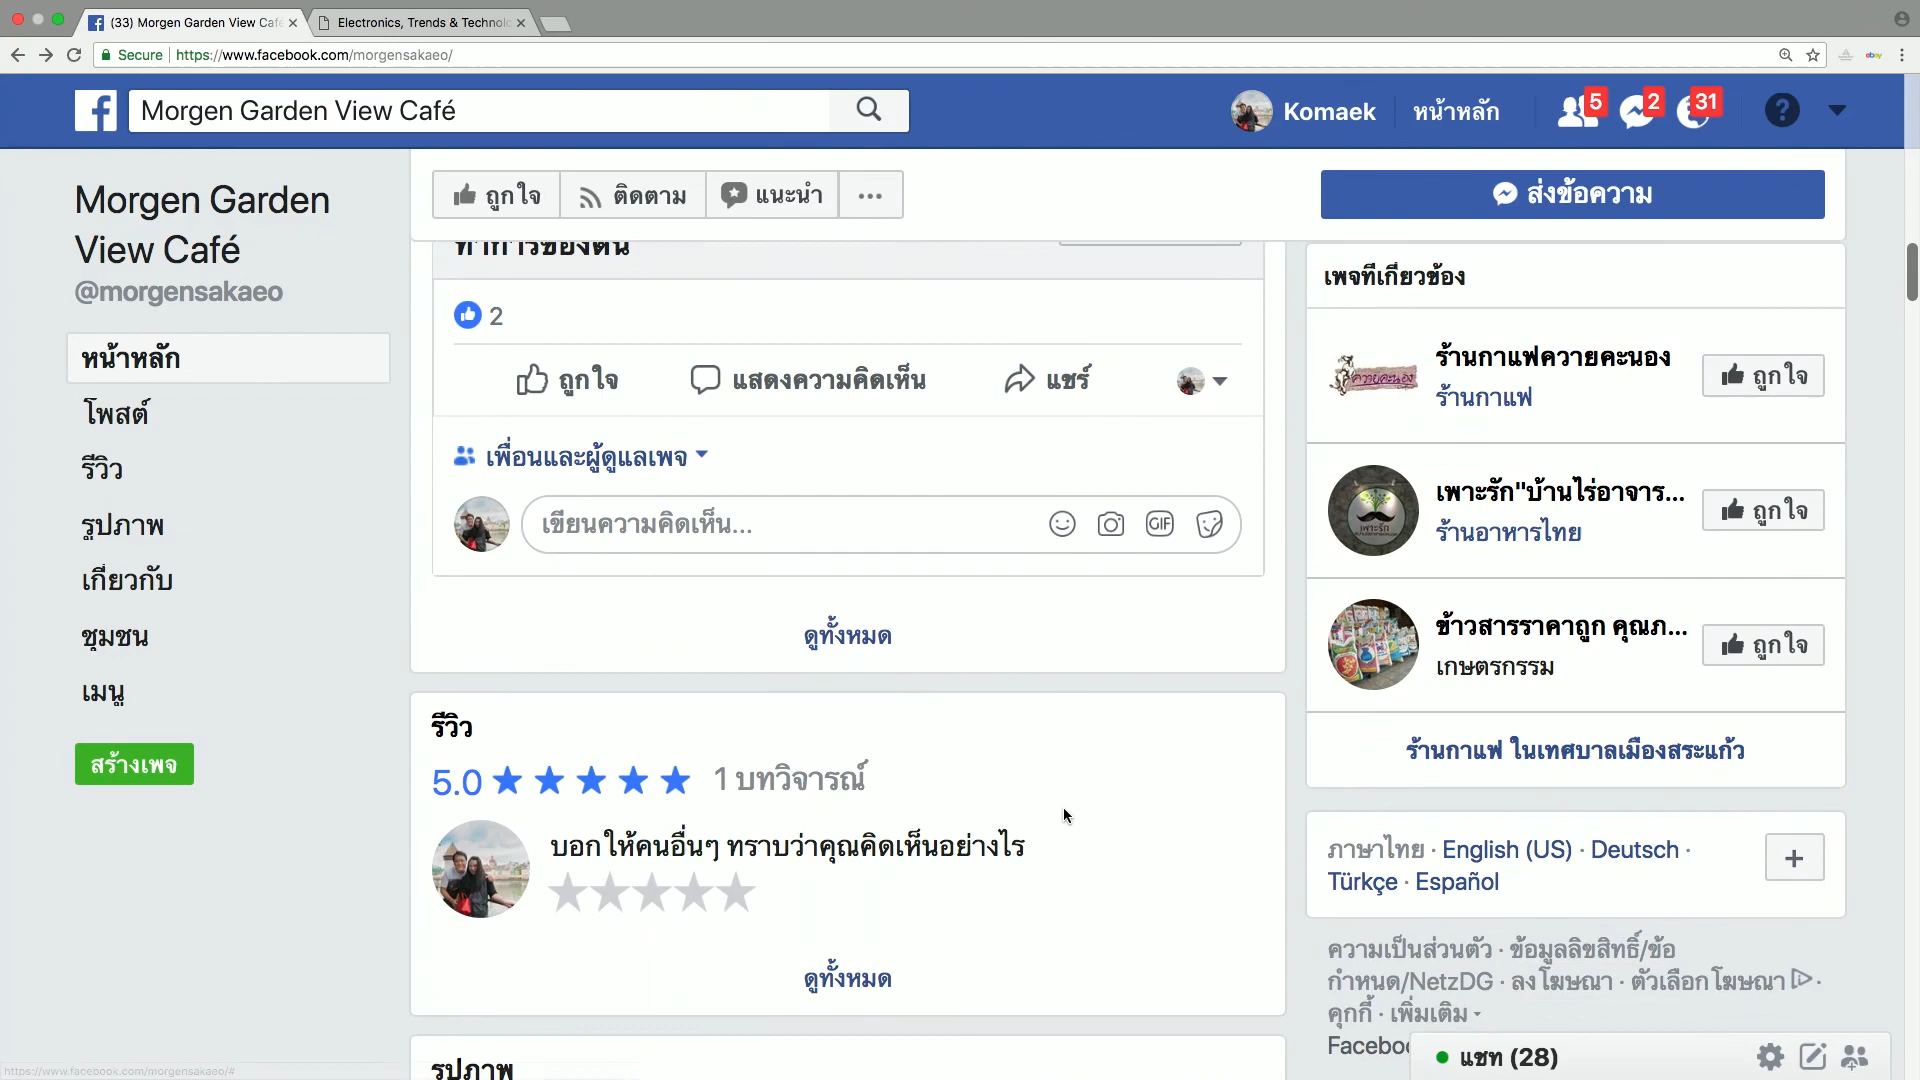 (33) Morgen Garden View Café
Electronics, Trends & Technolo
Secure
https://www.facebook.com/morgensakaeo/
ebay
Morgen Garden View Café
Komaek
หน้าหลัก
5
2
31
Morgen Garden
View Café
@morgensakaeo
หน้าหลัก
โพสต์
รีวิว
รูปภาพ
เกี่ยวกับ
ชุมชน
เมนู
สร้างเพจ
ถูกใจ
ติดตาม
แนะนำ
ส่งข้อความ
2
ถูกใจ
แสดงความคิดเห็น
แชร์
เพื่อนและผู้ดูแลเพจ
เขียนความคิดเห็น...
GIF
ดูทั้งหมด
รีวิว
5.0
1 บทวิจารณ์
บอกให้คนอื่นๆ ทราบว่าคุณคิดเห็นอย่างไร
ดูทั้งหมด
รูปภาพ
เพจที่เกี่ยวข้อง
ร้านกาแฟควายคะนอง
ร้านกาแฟ
ถูกใจ
เพาะรัก"บ้านไร่อาจาร...
ร้านอาหารไทย
ถูกใจ
ข้าวสารราคาถูก คุณภ...
เกษตรกรรม
ถูกใจ
ร้านกาแฟ ในเทศบาลเมืองสระแก้ว
ภาษาไทย · English (US) · Deutsch ·
Türkçe · Español
ความเป็นส่วนตัว · ข้อมูลลิขสิทธิ์/ข้อ
กำหนด/NetzDG · ลงโฆษณา · ตัวเลือกโฆษณา ·
คุกกี้ · เพิ่มเติม
Facebo
แชท (28)
https://www.facebook.com/morgensakaeo/#